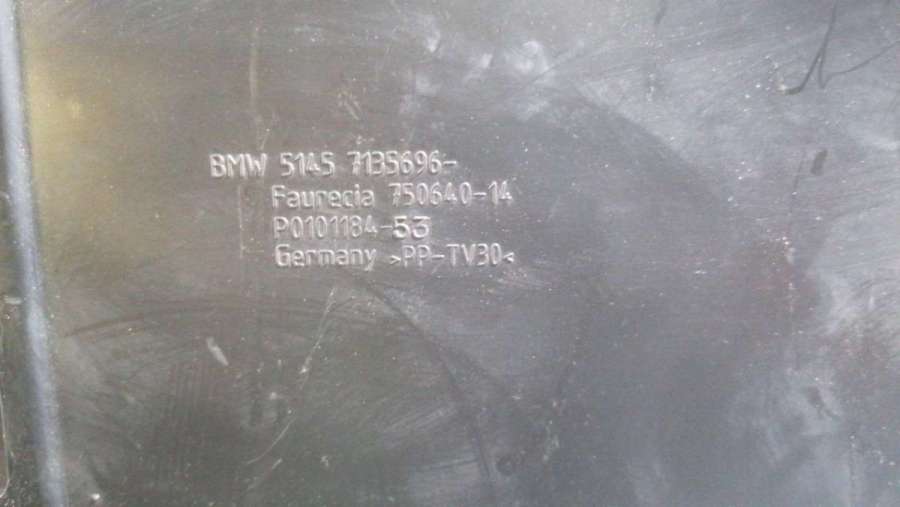 BMW 5145 7135696-
Faurecia 750640-14
P0101184-53
Germany >PP-TV30<